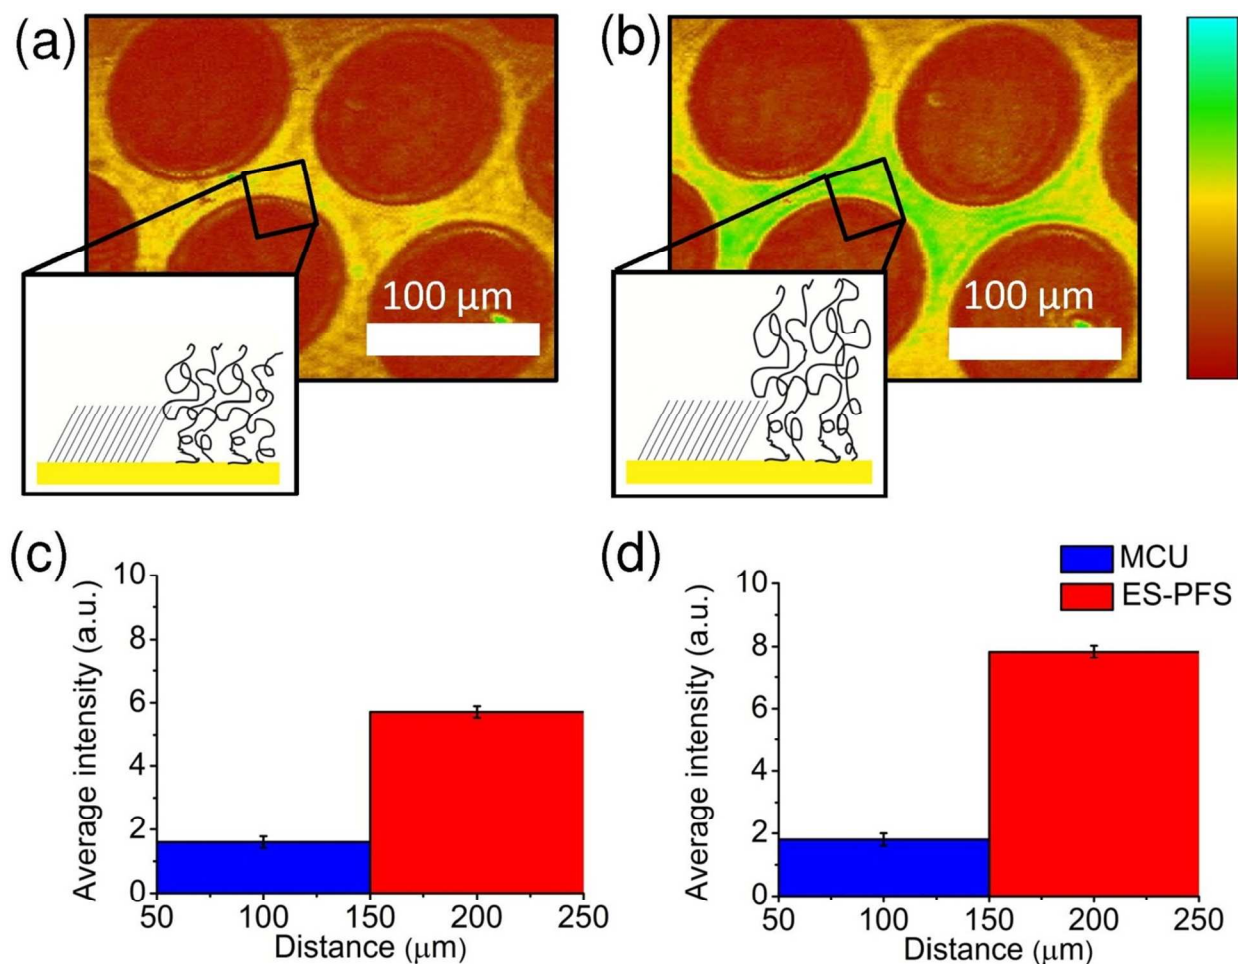 (a)
(b)
100 µm
100 µm
(c)
(d)
MCU
ES-PFS
Average intensity (a.u.)
10
8
6
4
2
0
50 100 150 200 250
Distance (µm)
Average intensity (a.u.)
10
8
6
4
2
0
50 100 150 200 250
Distance (µm)